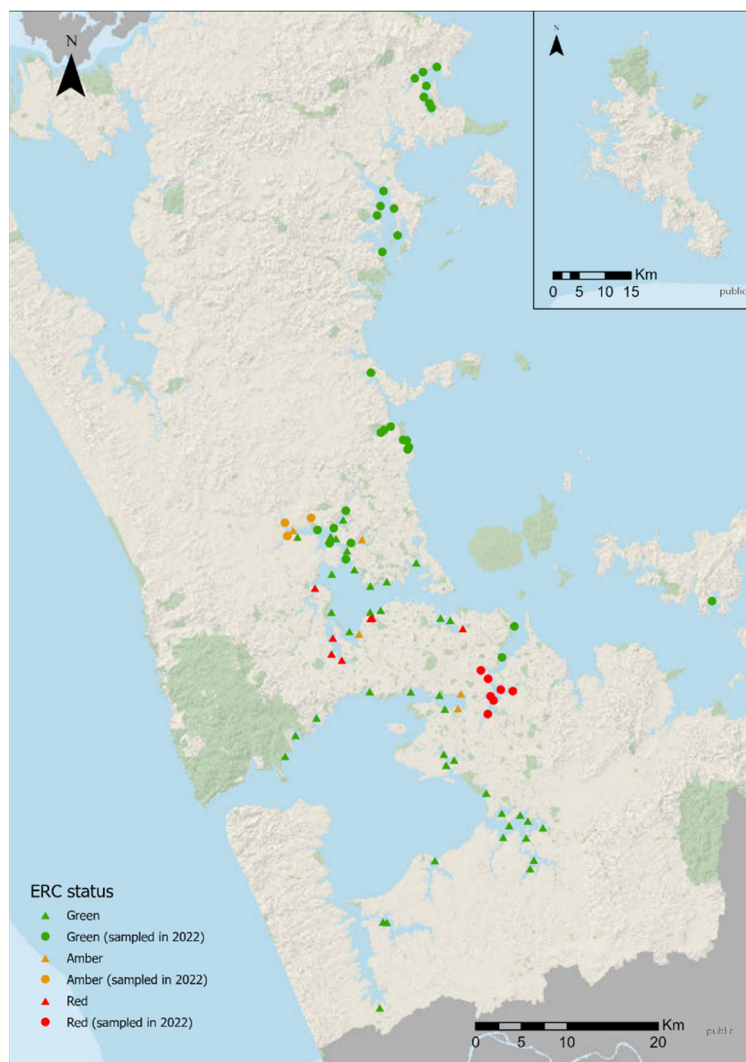 N
N
Km
0 5 10 15
public
ERC status
Green
Green (sampled in 2022)
Amber
Amber (sampled in 2022)
Red
Red (sampled in 2022)
Km
0 5 10 20
public